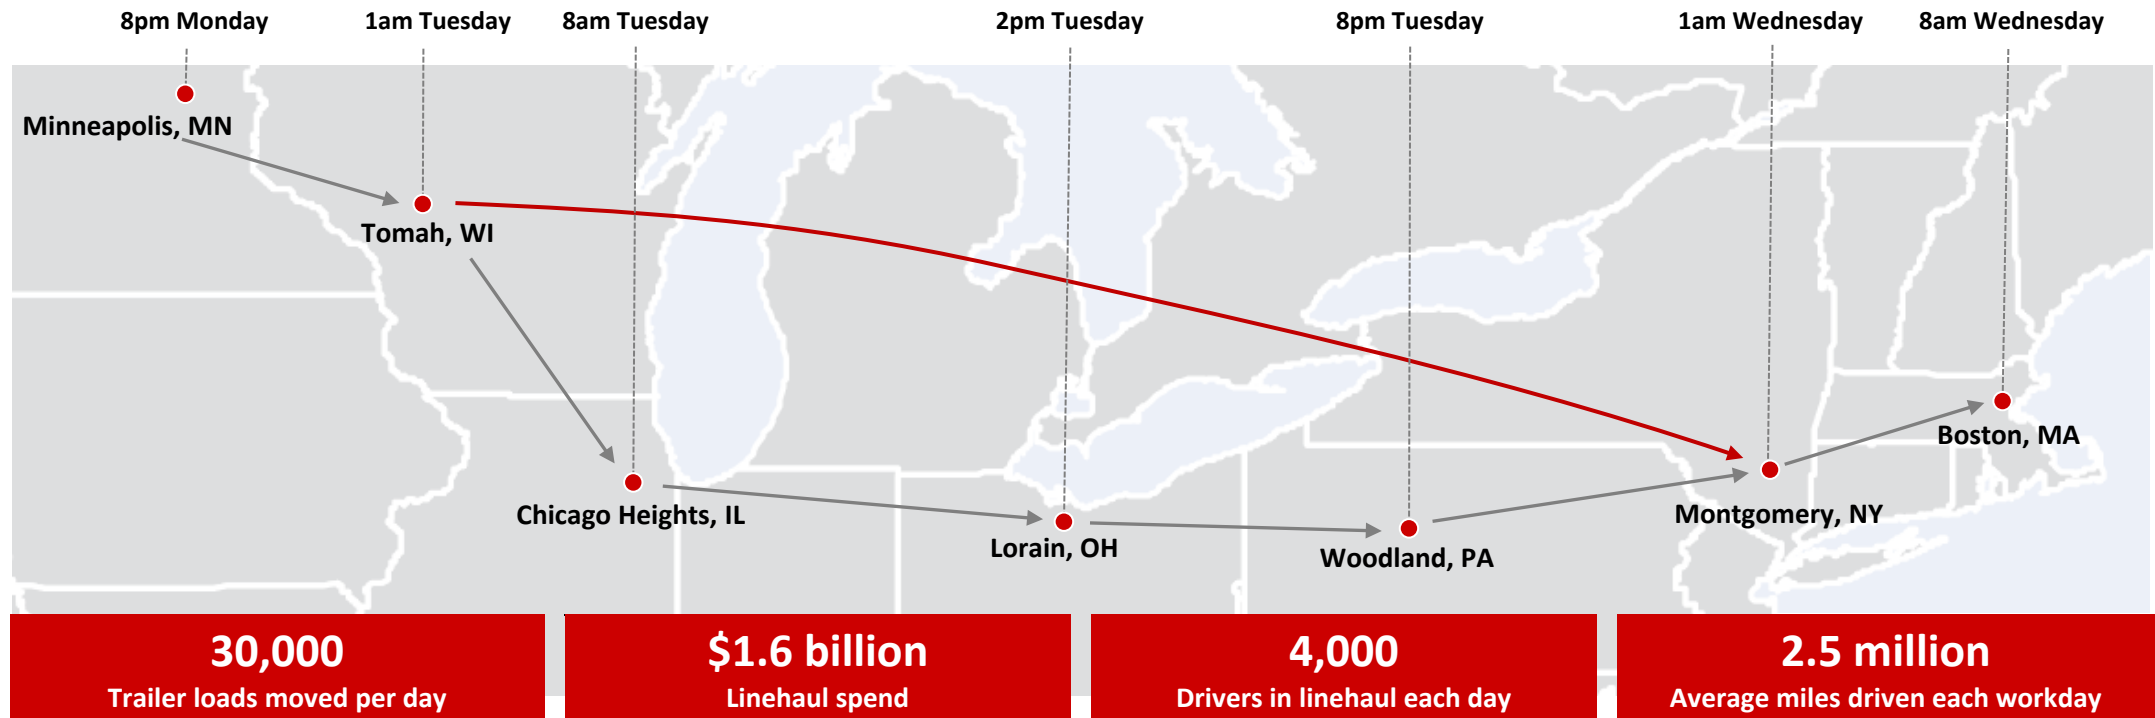 8pm Monday
1am Tuesday
8am Tuesday
2pm Tuesday
8pm Tuesday
1am Wednesday
8am Wednesday
Minneapolis, MN
Tomah, WI
Chicago Heights, IL
Lorain, OH
Woodland, PA
Montgomery, NY
Boston, MA
30,000
Trailer loads moved per day
$1.6 billion
Linehaul spend
4,000
Drivers in linehaul each day
2.5 million
Average miles driven each workday